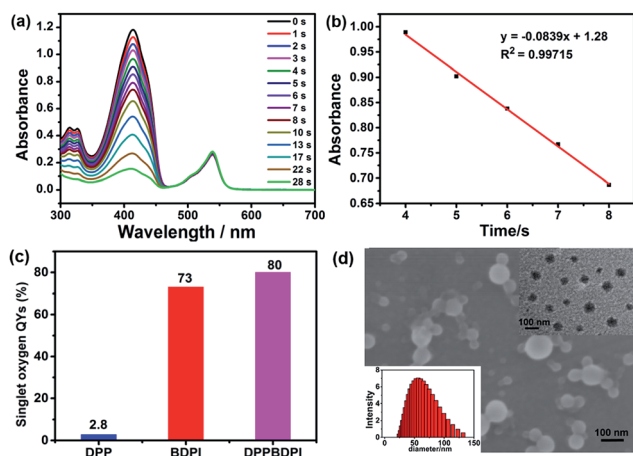 (a)
Absorbance
1.2
1.0
0.8
0.6
0.4
0.2
0.0
300 400 500 600 700
Wavelength / nm
0 s
1 s
2 s
3 s
4 s
5 s
6 s
7 s
8 s
10 s
13 s
17 s
22 s
28 s
(b)
Absorbance
1.00
0.95
0.90
0.85
0.80
0.75
0.70
0.65
y = -0.0839x + 1.28
R² = 0.99715
4 5 6 7 8
Time/s
(c)
Singlet oxygen QYs (%)
80
60
40
20
0
2.8
73
80
DPP BDPI DPPBDPI
(d)
100 nm
Intensity
8
6
4
2
0
0 50 100 150
diameter/nm
100 nm